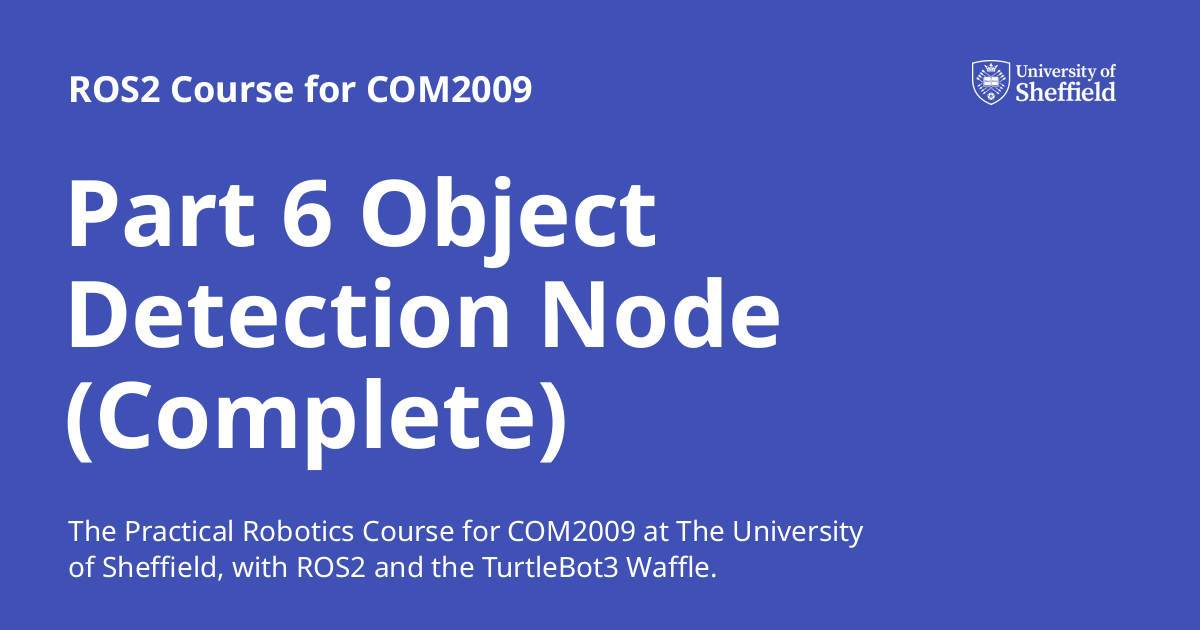 ROS2 Course for COM2009
University of
Sheffield
Part 6 Object
Detection Node
(Complete)
The Practical Robotics Course for COM2009 at The University
of Sheffield, with ROS2 and the TurtleBot3 Waffle.